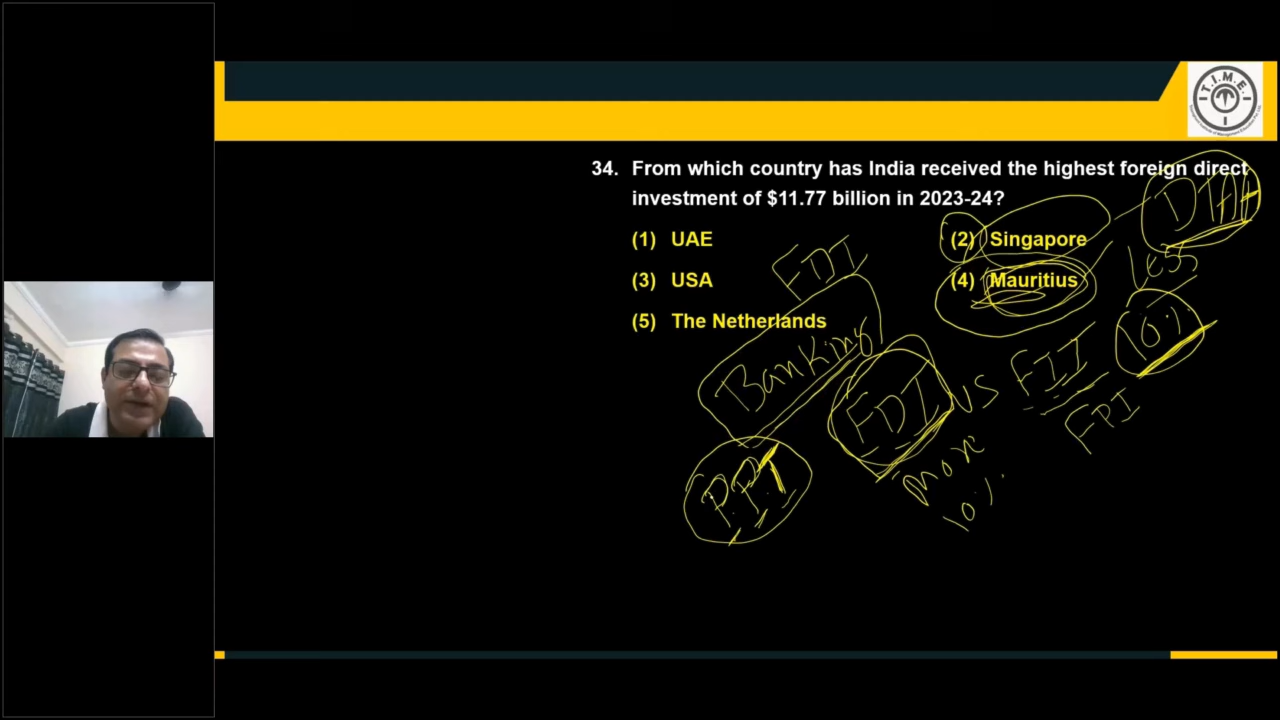 T.I.M.E.
34. From which country has India received the highest foreign direct
investment of $11.77 billion in 2023-24?
(1) UAE
(2) Singapore
(3) USA
(4) Mauritius
(5) The Netherlands
DTAA
Less
10%
FDI
Banking
FDI VS FII
FPI
more
10%